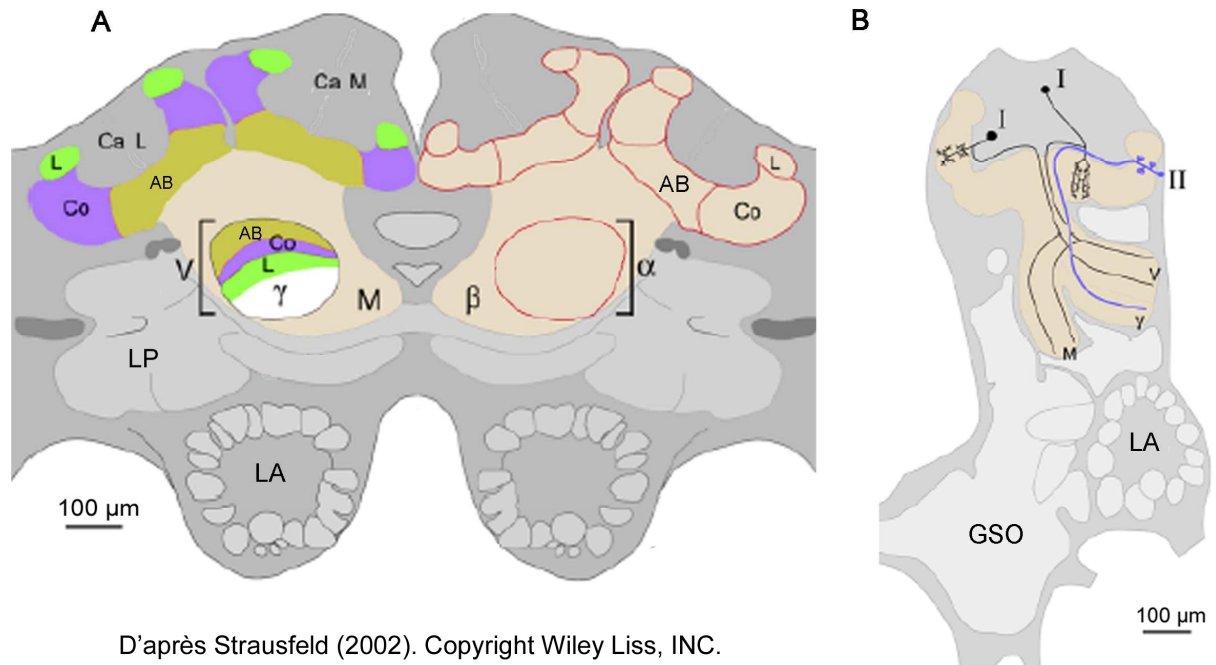 A
B
Ca M
I
Ca L
I
L
L
AB
AB
II
Co
Co
AB
Co
L
V
γ
M
β
α
V
γ
LP
M
LA
LA
100 µm
GSO
100 µm
D'après Strausfeld (2002). Copyright Wiley Liss, INC.